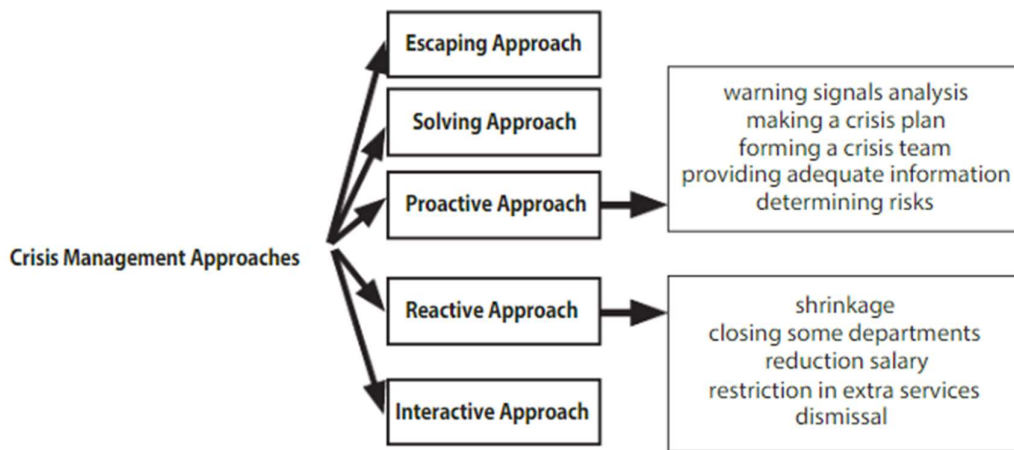 Crisis Management Approaches
Escaping Approach
Solving Approach
Proactive Approach
warning signals analysis
making a crisis plan
forming a crisis team
providing adequate information
determining risks
Reactive Approach
shrinkage
closing some departments
reduction salary
restriction in extra services
dismissal
Interactive Approach